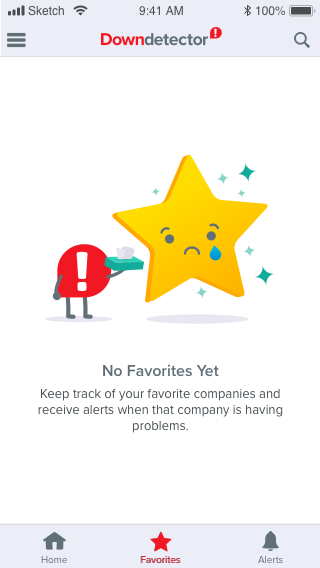 Sketch 9:41 AM 100%
Downdetector!
!
No Favorites Yet
Keep track of your favorite companies and
receive alerts when that company is having
problems.
Home Favorites Alerts